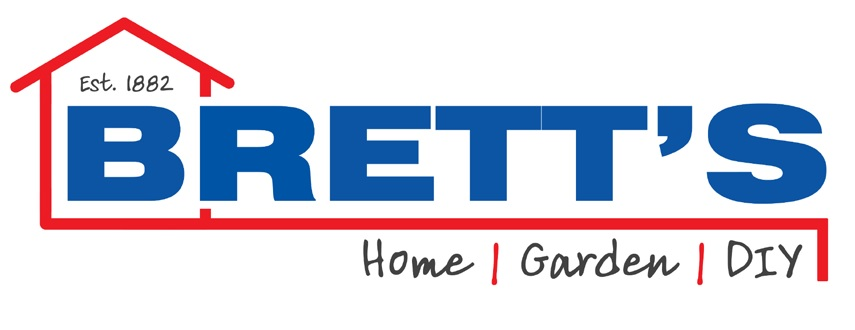 Est. 1882
BRETT'S
Home | Garden | DIY